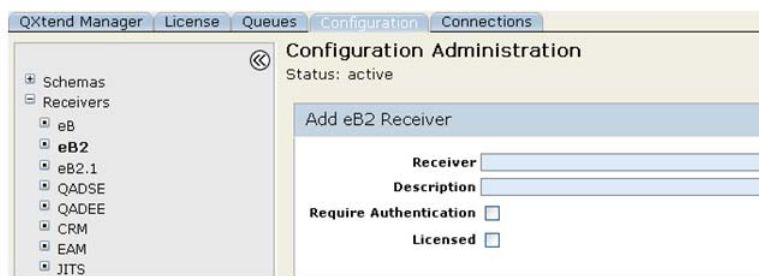 QXtend Manager License Queues Configuration Connections
Configuration Administration
Status: active
Schemas
Receivers
eB
eB2
eB2.1
QADSE
QADEE
CRM
EAM
JITS
Add eB2 Receiver
Receiver
Description
Require Authentication
Licensed